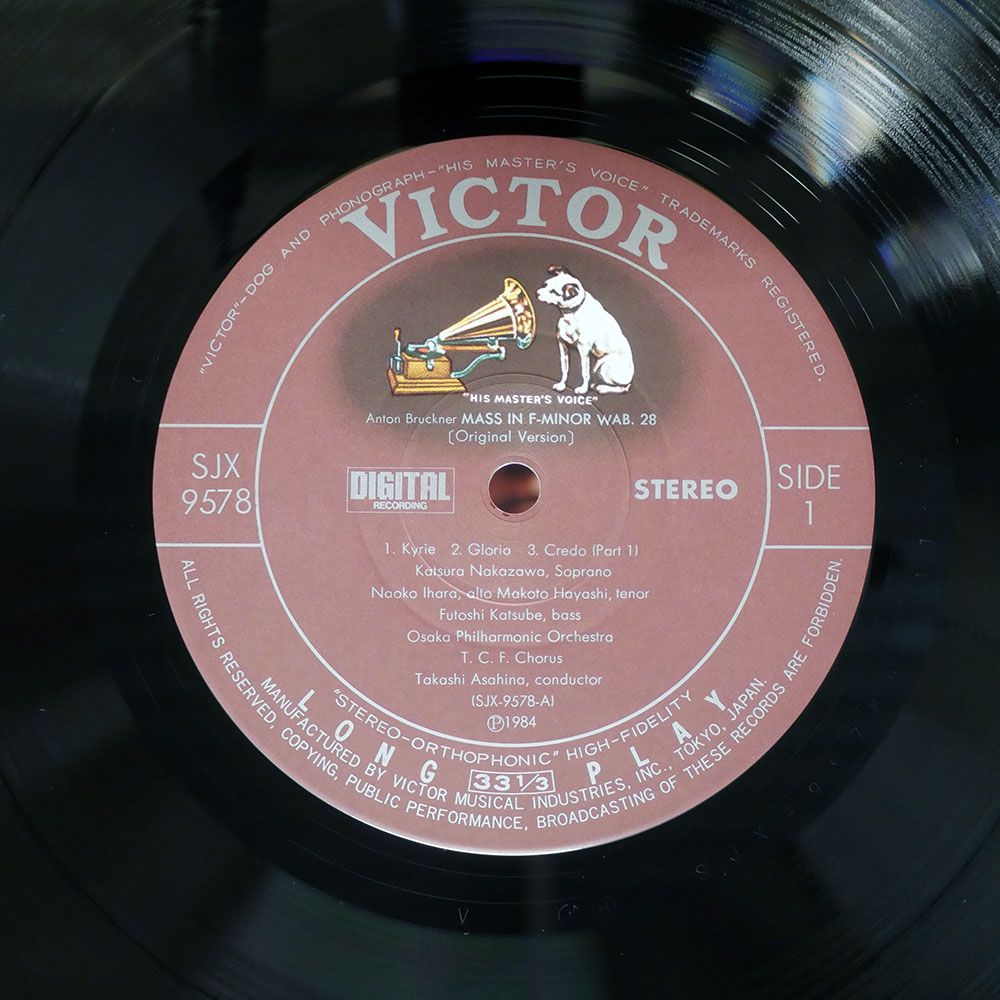 "VICTOR"–DOG AND PHONOGRAPH–"HIS MASTER'S VOICE" TRADEMARKS REGISTERED.
VICTOR
"HIS MASTER'S VOICE"
Anton Bruckner MASS IN F-MINOR WAB. 28
(Original Version)
SJX
9578
DIGITAL
RECORDING
STEREO
SIDE
1
1. Kyrie 2. Gloria 3. Credo (Part 1)
Katsura Nakazawa, Soprano
Naoko Ihara, alto Makoto Hayashi, tenor
Futoshi Katsube, bass
Osaka Philharmonic Orchestra
T. C. F. Chorus
Takashi Asahina, conductor
(SJX-9578-A)
℗1984
"STEREO-ORTHOPHONIC" HIGH-FIDELITY
LONG 33 1/3 PLAY
MANUFACTURED BY VICTOR MUSICAL INDUSTRIES, INC., TOKYO, JAPAN.
ALL RIGHTS RESERVED, COPYING, PUBLIC PERFORMANCE, BROADCASTING OF THESE RECORDS ARE FORBIDDEN.